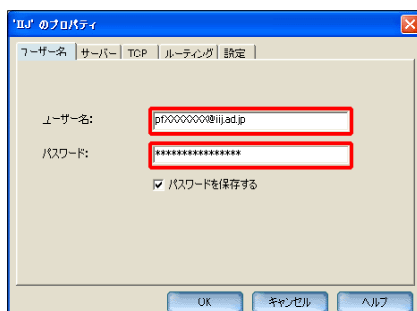 'IIJ' のプロパティ
ユーザー名 サーバー TCP ルーティング 設定
ユーザー名: pfXXXXXXX@iij.ad.jp
パスワード: ****************
パスワードを保存する
OK キャンセル ヘルプ